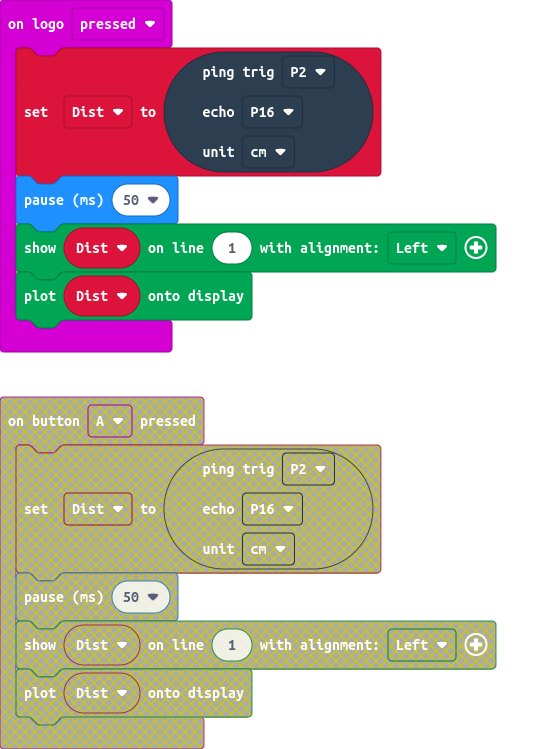 on logo pressed
ping trig P2
set Dist to echo P16
unit cm
pause (ms) 50
show Dist on line 1 with alignment: Left
plot Dist onto display
on button A pressed
ping trig P2
set Dist to echo P16
unit cm
pause (ms) 50
show Dist on line 1 with alignment: Left
plot Dist onto display